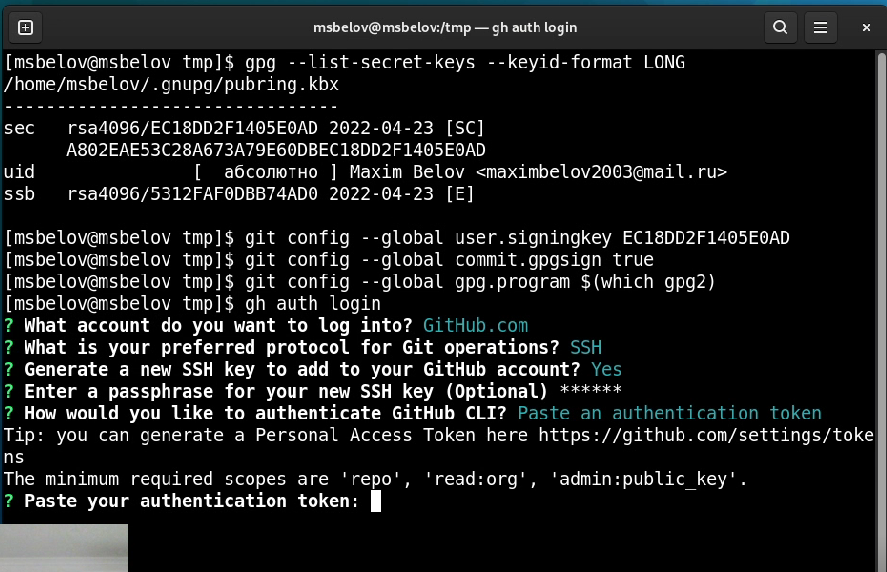 msbelov@msbelov:/tmp — gh auth login
[msbelov@msbelov tmp]$ gpg --list-secret-keys --keyid-format LONG
/home/msbelov/.gnupg/pubring.kbx
--------------------------------
sec   rsa4096/EC18DD2F1405E0AD 2022-04-23 [SC]
      A802EAE53C28A673A79E60DBEC18DD2F1405E0AD
uid               [  абсолютно ] Maxim Belov <maximbelov2003@mail.ru>
ssb   rsa4096/5312FAF0DBB74AD0 2022-04-23 [E]
[msbelov@msbelov tmp]$ git config --global user.signingkey EC18DD2F1405E0AD
[msbelov@msbelov tmp]$ git config --global commit.gpgsign true
[msbelov@msbelov tmp]$ git config --global gpg.program $(which gpg2)
[msbelov@msbelov tmp]$ gh auth login
? What account do you want to log into? GitHub.com
? What is your preferred protocol for Git operations? SSH
? Generate a new SSH key to add to your GitHub account? Yes
? Enter a passphrase for your new SSH key (Optional) ******
? How would you like to authenticate GitHub CLI? Paste an authentication token
Tip: you can generate a Personal Access Token here https://github.com/settings/toke
ns
The minimum required scopes are 'repo', 'read:org', 'admin:public_key'.
? Paste your authentication token: